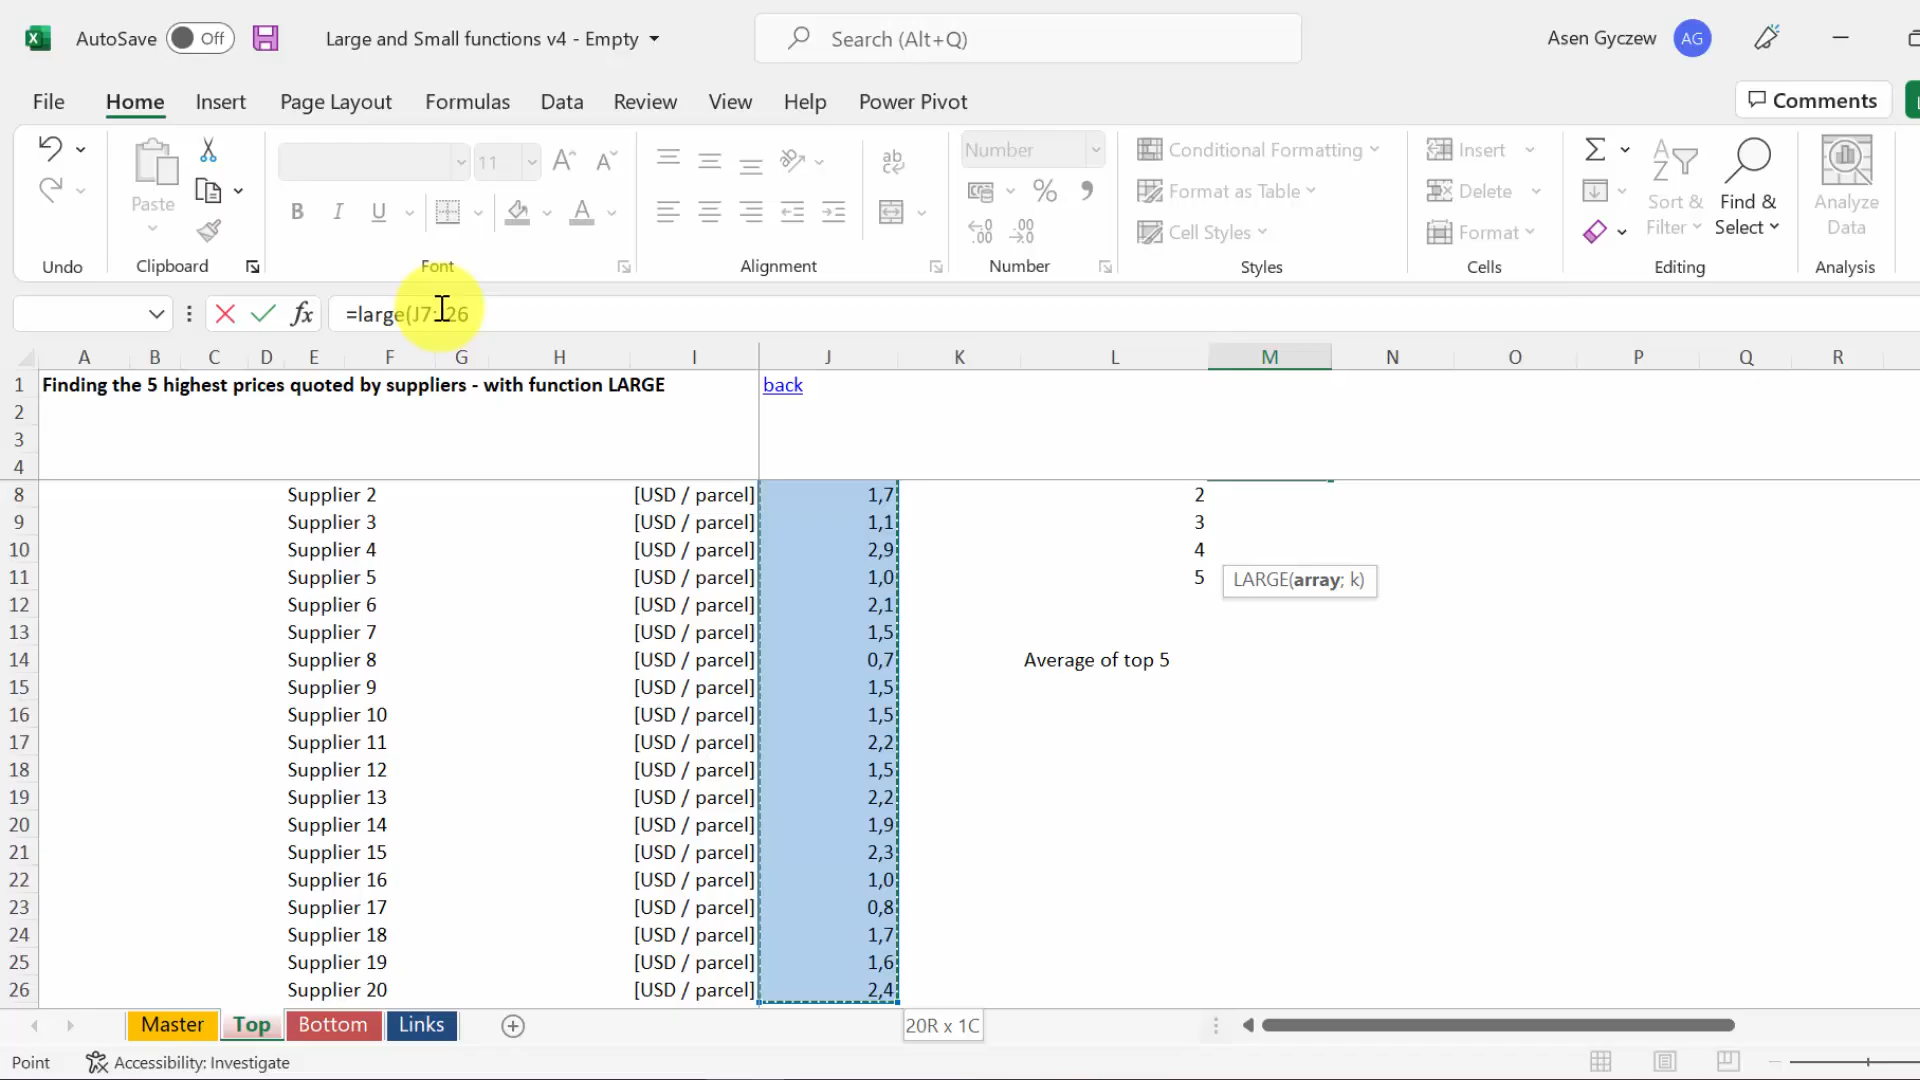 AutoSave Off Large and Small functions v4 - Empty Search (Alt+Q) Asen Gyczew AG
File Home Insert Page Layout Formulas Data Review View Help Power Pivot Comments
Paste 11 A A ab Number Conditional Formatting Insert Σ A Z Sort & Filter Find & Select Analyze Data
B I U A % 9 Format as Table Delete
.00 .00 Cell Styles Format
Undo Clipboard Font Alignment Number Styles Cells Editing Analysis
fx =large(J7: 26
A B C D E F G H I J K L M N O P Q R
1 Finding the 5 highest prices quoted by suppliers - with function LARGE back
2
3
4
8 Supplier 2 [USD / parcel] 1,7 2
9 Supplier 3 [USD / parcel] 1,1 3
10 Supplier 4 [USD / parcel] 2,9 4
11 Supplier 5 [USD / parcel] 1,0 5 LARGE(array; k)
12 Supplier 6 [USD / parcel] 2,1
13 Supplier 7 [USD / parcel] 1,5
14 Supplier 8 [USD / parcel] 0,7 Average of top 5
15 Supplier 9 [USD / parcel] 1,5
16 Supplier 10 [USD / parcel] 1,5
17 Supplier 11 [USD / parcel] 2,2
18 Supplier 12 [USD / parcel] 1,5
19 Supplier 13 [USD / parcel] 2,2
20 Supplier 14 [USD / parcel] 1,9
21 Supplier 15 [USD / parcel] 2,3
22 Supplier 16 [USD / parcel] 1,0
23 Supplier 17 [USD / parcel] 0,8
24 Supplier 18 [USD / parcel] 1,7
25 Supplier 19 [USD / parcel] 1,6
26 Supplier 20 [USD / parcel] 2,4
Master Top Bottom Links 20R x 1C
Point Accessibility: Investigate